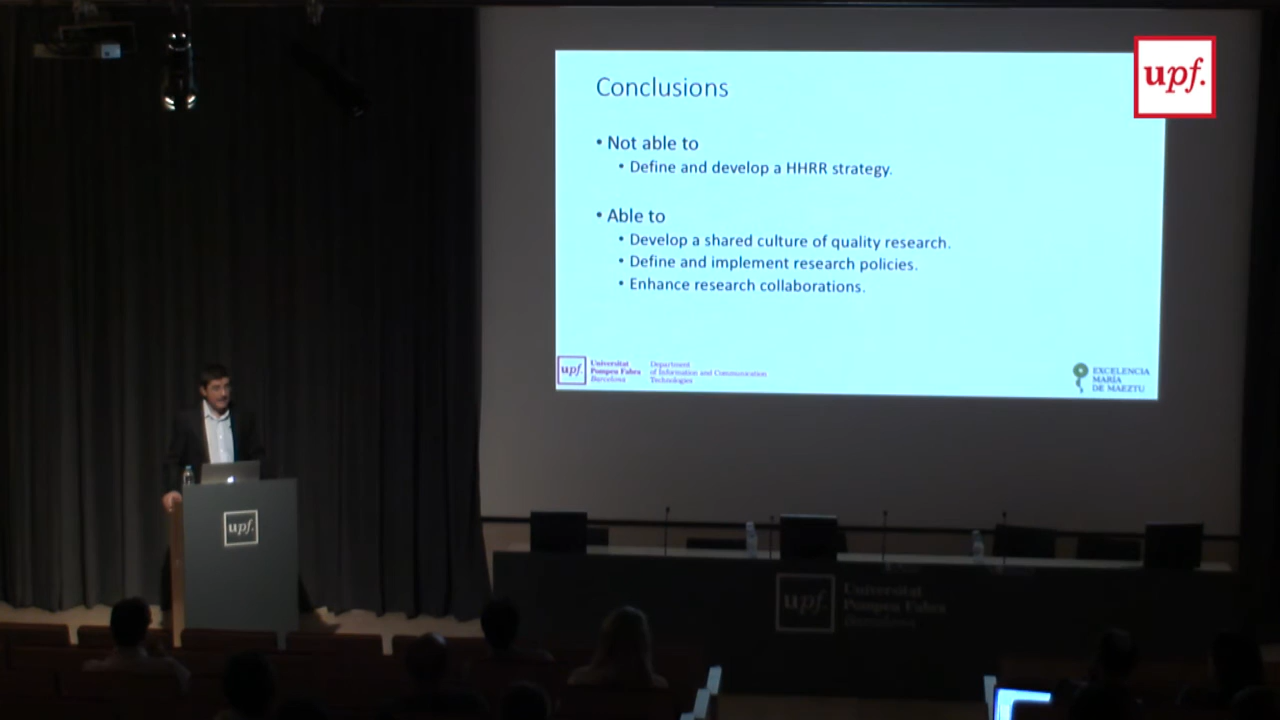 Conclusions
• Not able to
• Define and develop a HHRR strategy.
• Able to
• Develop a shared culture of quality research.
• Define and implement research policies.
• Enhance research collaborations.
upf.
Universitat
Pompeu Fabra
Barcelona
Department
of Information and Communication
Technologies
EXCELENCIA
MARÍA
DE MAEZTU
upf.
upf.
upf.
Universitat
Pompeu Fabra
Barcelona